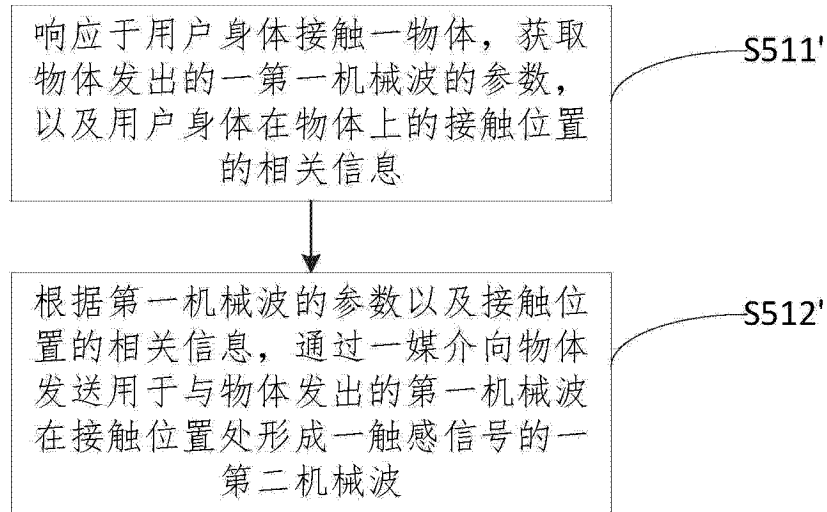 响应于用户身体接触一物体，获取
物体发出的一第一机械波的参数，
以及用户身体在物体上的接触位置
的相关信息
S511'
根据第一机械波的参数以及接触位
置的相关信息，通过一媒介向物体
发送用于与物体发出的第一机械波
在接触位置处形成一触感信号的一
第二机械波
S512'